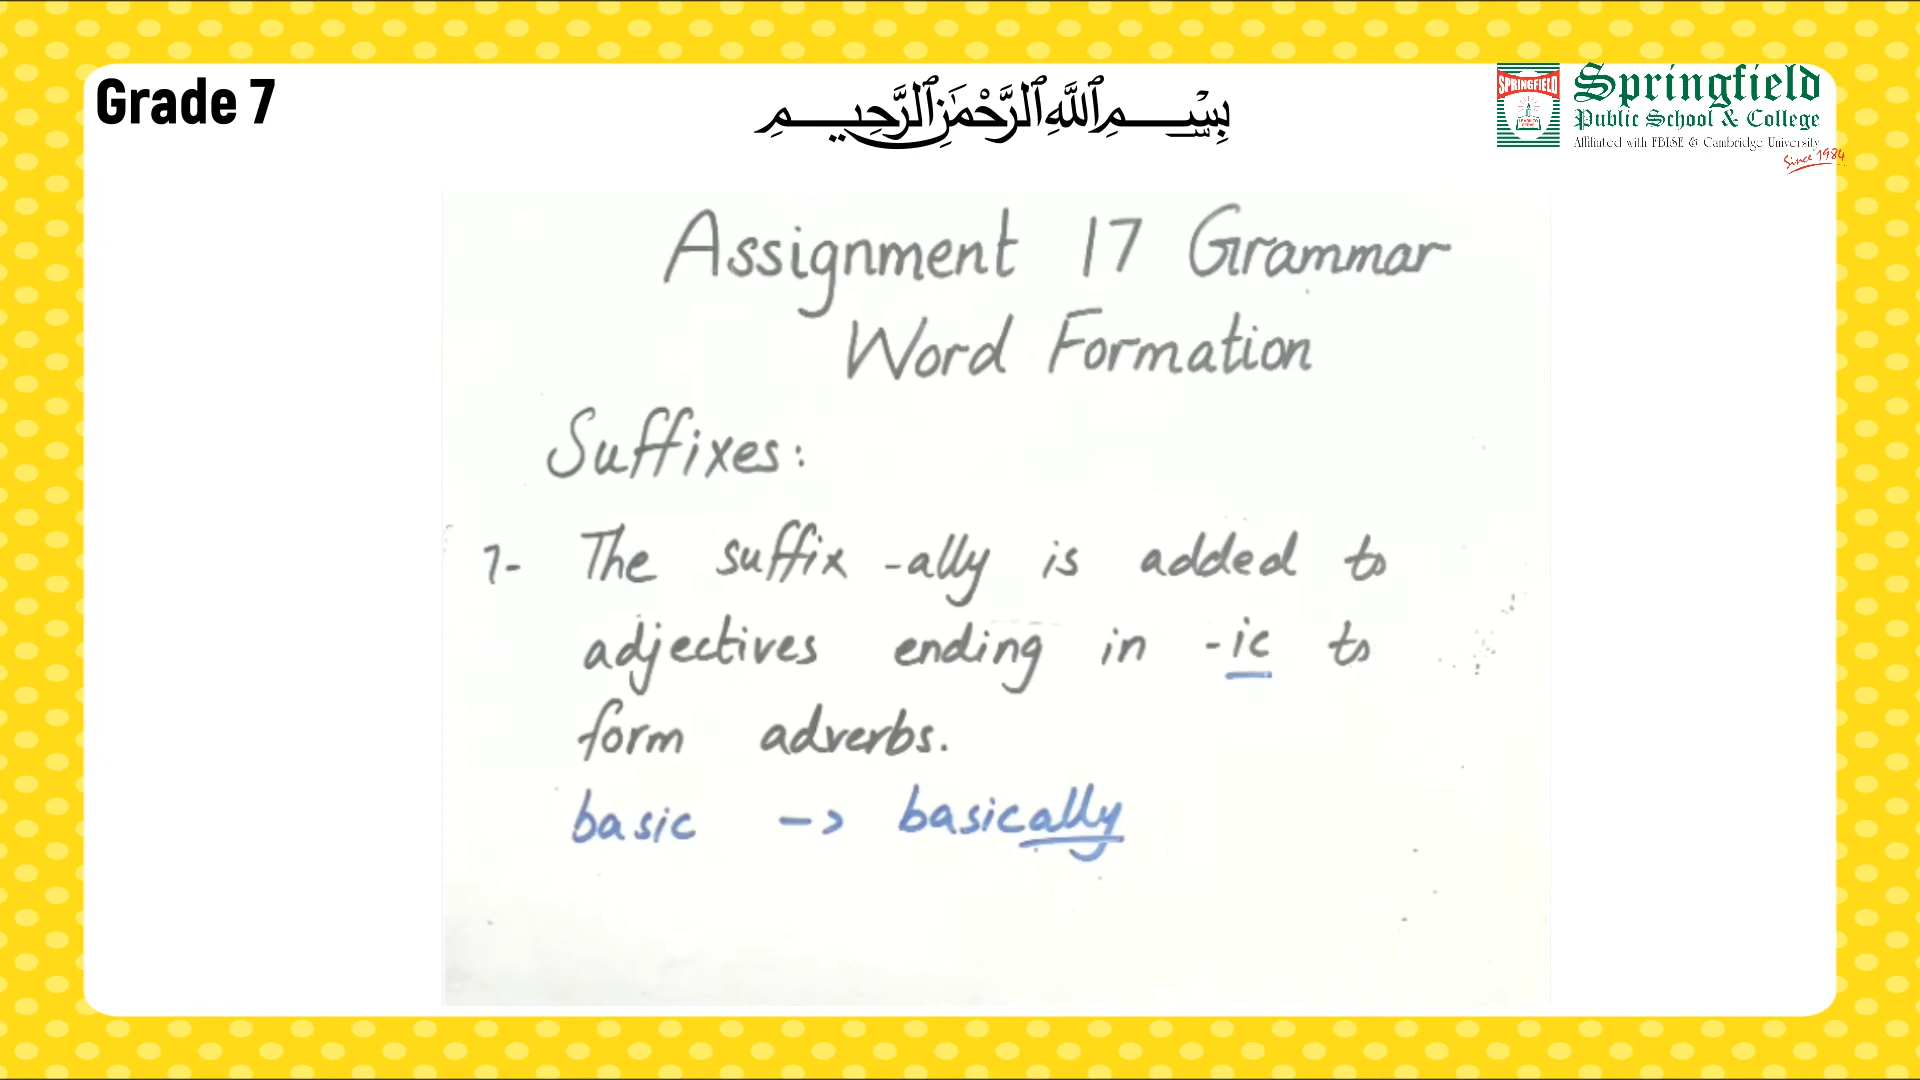 Grade 7
بِسْمِ ٱللَّهِ ٱلرَّحْمَٰنِ ٱلرَّحِيمِ
SPRINGFIELD
Springfield
Public School & College
Affiliated with FBISE & Cambridge University
Since 1984
Assignment 17 Grammar
Word Formation
Suffixes:
1- The suffix -ally is added to
adjectives ending in -ic to
form adverbs.
basic -> basically